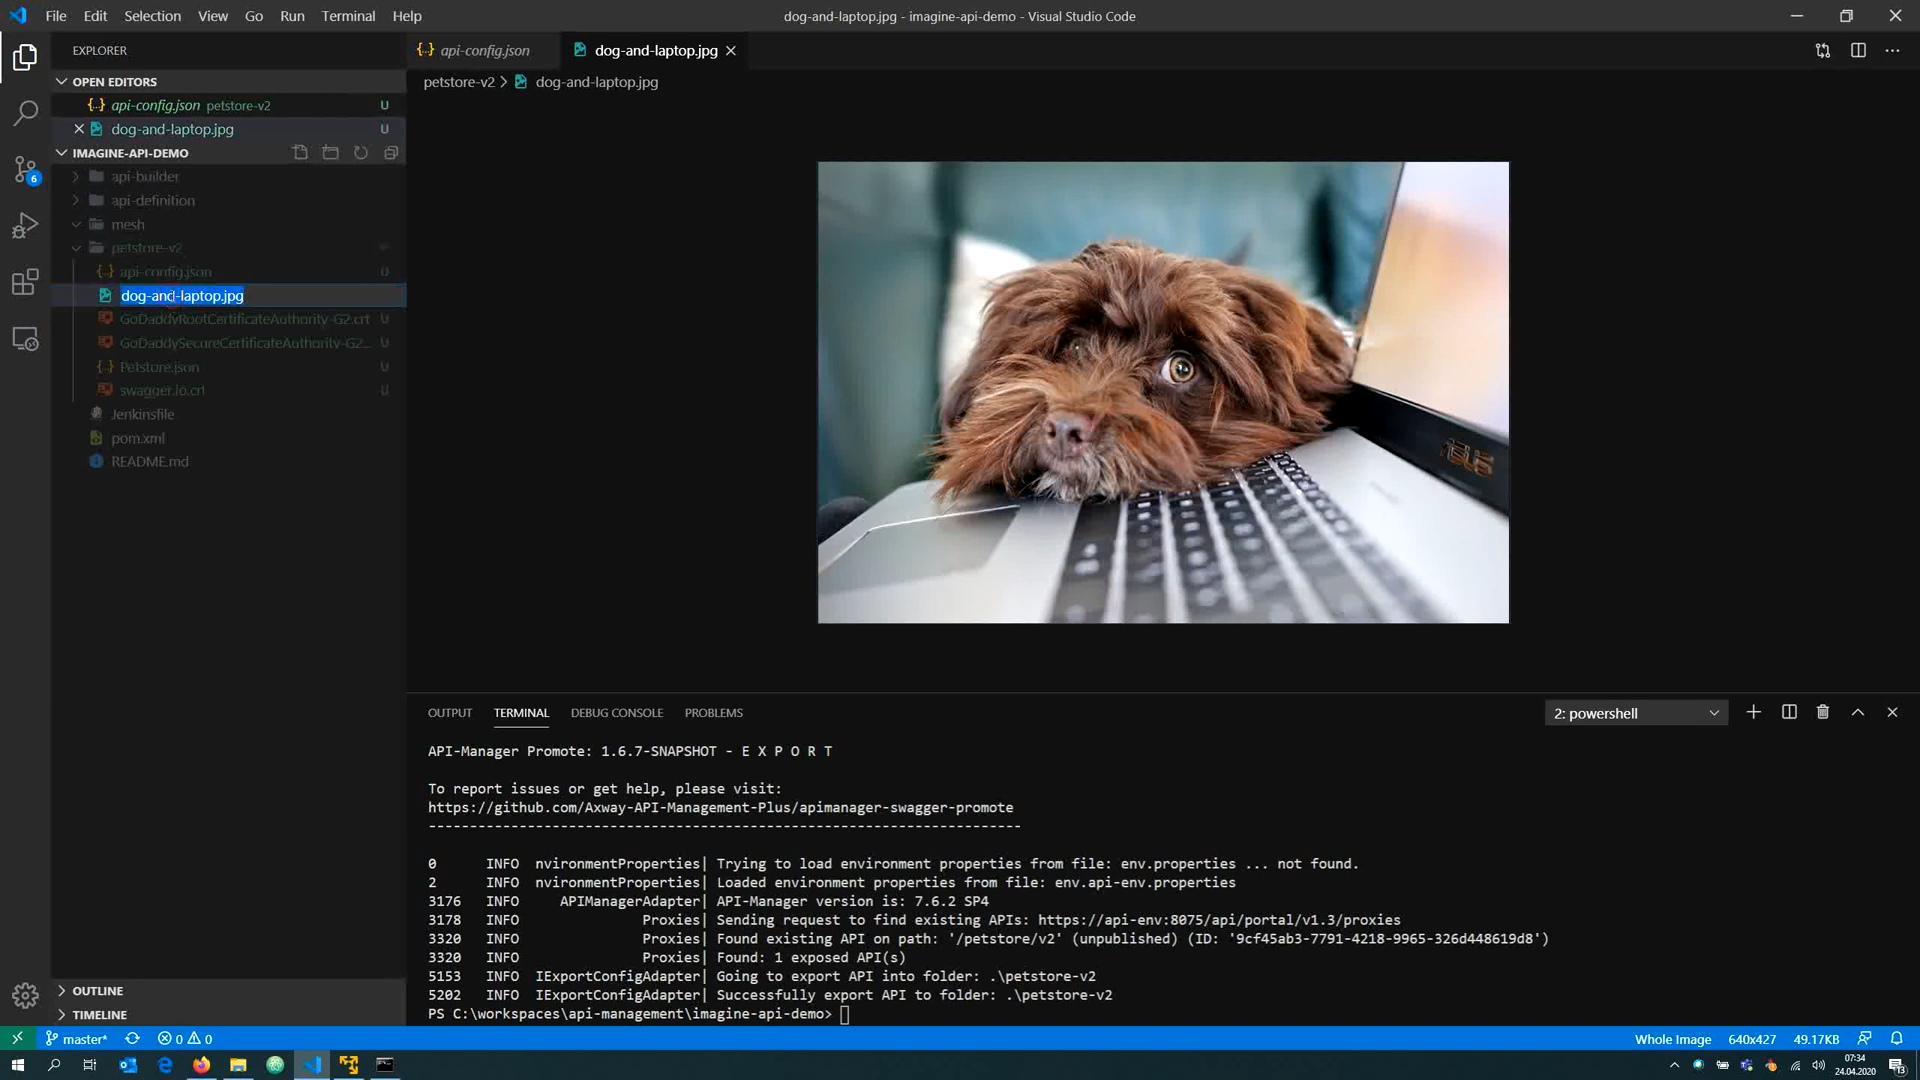 File Edit Selection View Go Run Terminal Help
dog-and-laptop.jpg - imagine-api-demo - Visual Studio Code
EXPLORER
OPEN EDITORS
api-config.json petstore-v2 U
dog-and-laptop.jpg U
IMAGINE-API-DEMO
api-builder
api-definition
mesh
petstore-v2
api-config.json U
dog-and-laptop.jpg
GoDaddyRootCertificateAuthority-G2.crt U
GoDaddySecureCertificateAuthority-G2... U
Petstore.json U
swagger.io.crt U
Jenkinsfile
pom.xml
README.md
OUTLINE
TIMELINE
api-config.json
dog-and-laptop.jpg
petstore-v2 > dog-and-laptop.jpg
ASUS
OUTPUT TERMINAL DEBUG CONSOLE PROBLEMS
2: powershell
API-Manager Promote: 1.6.7-SNAPSHOT - E X P O R T
To report issues or get help, please visit:
https://github.com/Axway-API-Management-Plus/apimanager-swagger-promote
------------------------------------------------------------------------
0 INFO nvironmentProperties| Trying to load environment properties from file: env.properties ... not found.
2 INFO nvironmentProperties| Loaded environment properties from file: env.api-env.properties
3176 INFO APIManagerAdapter| API-Manager version is: 7.6.2 SP4
3178 INFO Proxies| Sending request to find existing APIs: https://api-env:8075/api/portal/v1.3/proxies
3320 INFO Proxies| Found existing API on path: '/petstore/v2' (unpublished) (ID: '9cf45ab3-7791-4218-9965-326d448619d8')
3320 INFO Proxies| Found: 1 exposed API(s)
5153 INFO IExportConfigAdapter| Going to export API into folder: .\petstore-v2
5202 INFO IExportConfigAdapter| Successfully export API to folder: .\petstore-v2
PS C:\workspaces\api-management\imagine-api-demo>
6
master* 0 0
Whole Image 640x427 49.17KB
07:34
24.04.2020
13